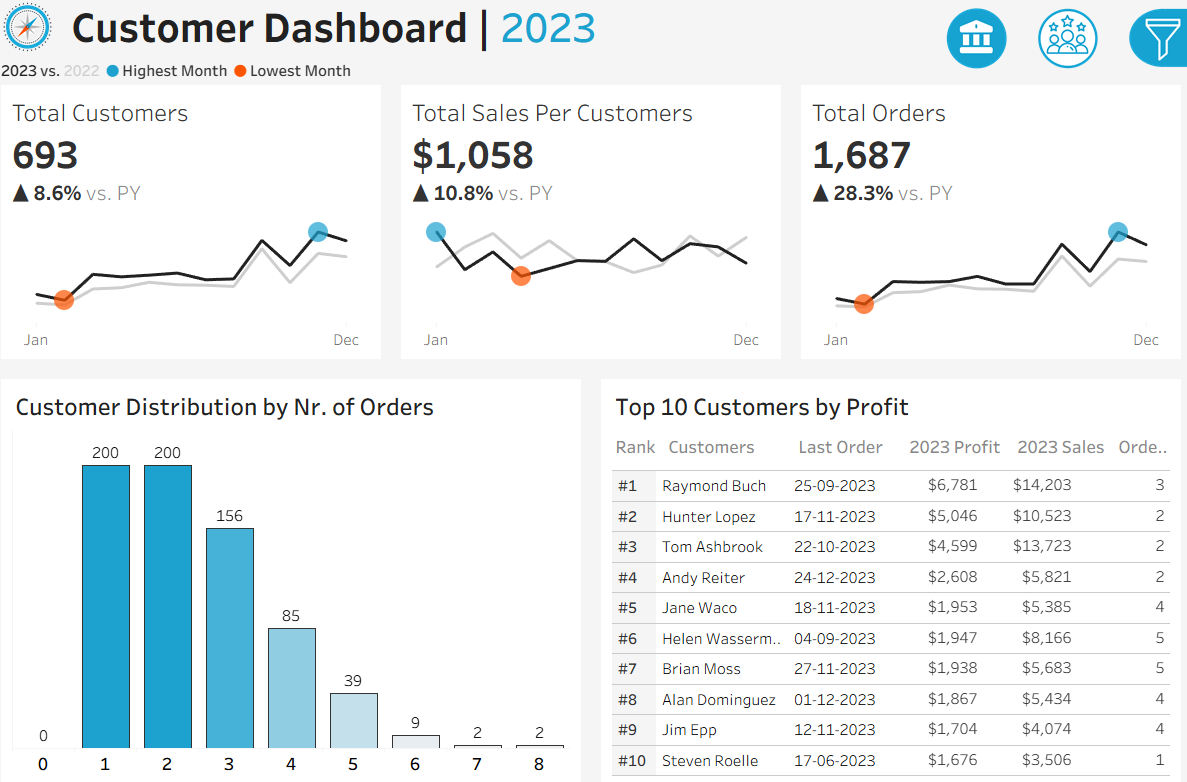 Customer Dashboard | 2023
2023 vs. 2022 Highest Month Lowest Month
Total Customers
693
▲ 8.6% vs. PY
Jan Dec
Total Sales Per Customers
$1,058
▲ 10.8% vs. PY
Jan Dec
Total Orders
1,687
▲ 28.3% vs. PY
Jan Dec
Customer Distribution by Nr. of Orders
0 200 200 156 85 39 9 2 2
0 1 2 3 4 5 6 7 8
Top 10 Customers by Profit
Rank Customers Last Order 2023 Profit 2023 Sales Orde..
#1 Raymond Buch 25-09-2023 $6,781 $14,203 3
#2 Hunter Lopez 17-11-2023 $5,046 $10,523 2
#3 Tom Ashbrook 22-10-2023 $4,599 $13,723 2
#4 Andy Reiter 24-12-2023 $2,608 $5,821 2
#5 Jane Waco 18-11-2023 $1,953 $5,385 4
#6 Helen Wasserm.. 04-09-2023 $1,947 $8,166 5
#7 Brian Moss 27-11-2023 $1,938 $5,683 5
#8 Alan Dominguez 01-12-2023 $1,867 $5,434 4
#9 Jim Epp 12-11-2023 $1,704 $4,074 4
#10 Steven Roelle 17-06-2023 $1,676 $3,506 1